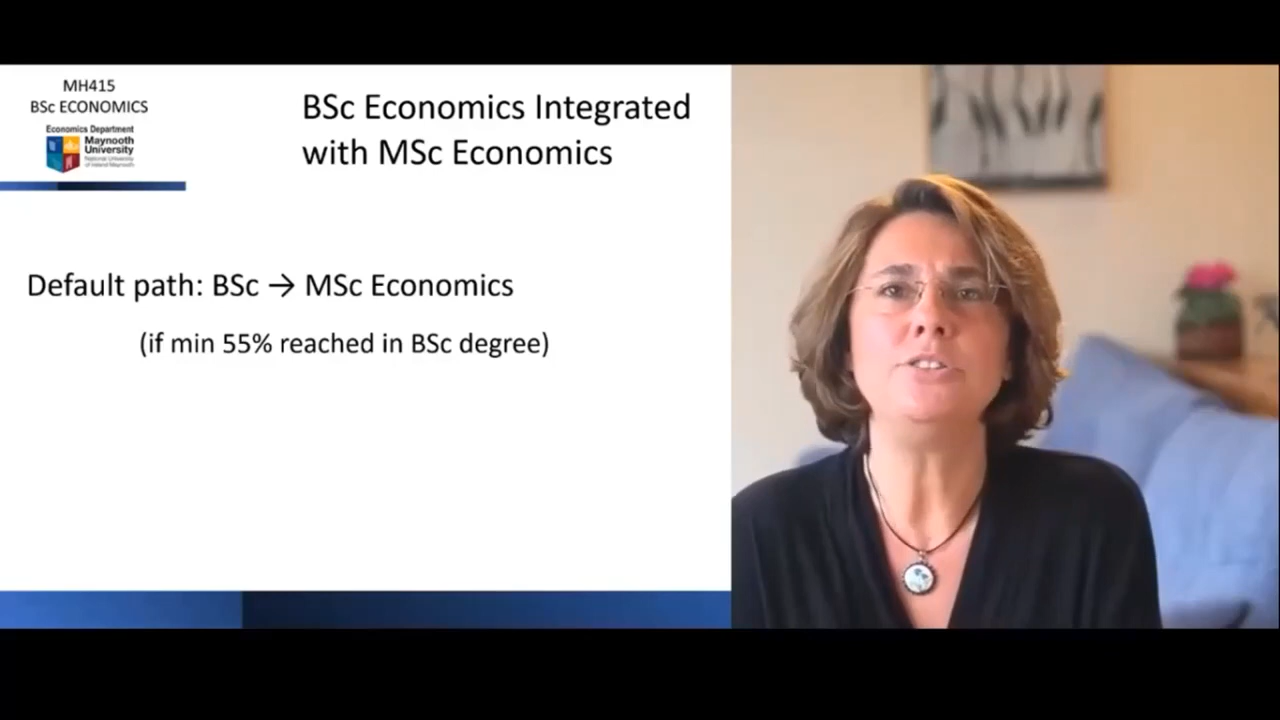 MH415
BSc ECONOMICS
Economics Department
Maynooth
University
National University
of Ireland Maynooth
BSc Economics Integrated
with MSc Economics
Default path: BSc → MSc Economics
(if min 55% reached in BSc degree)